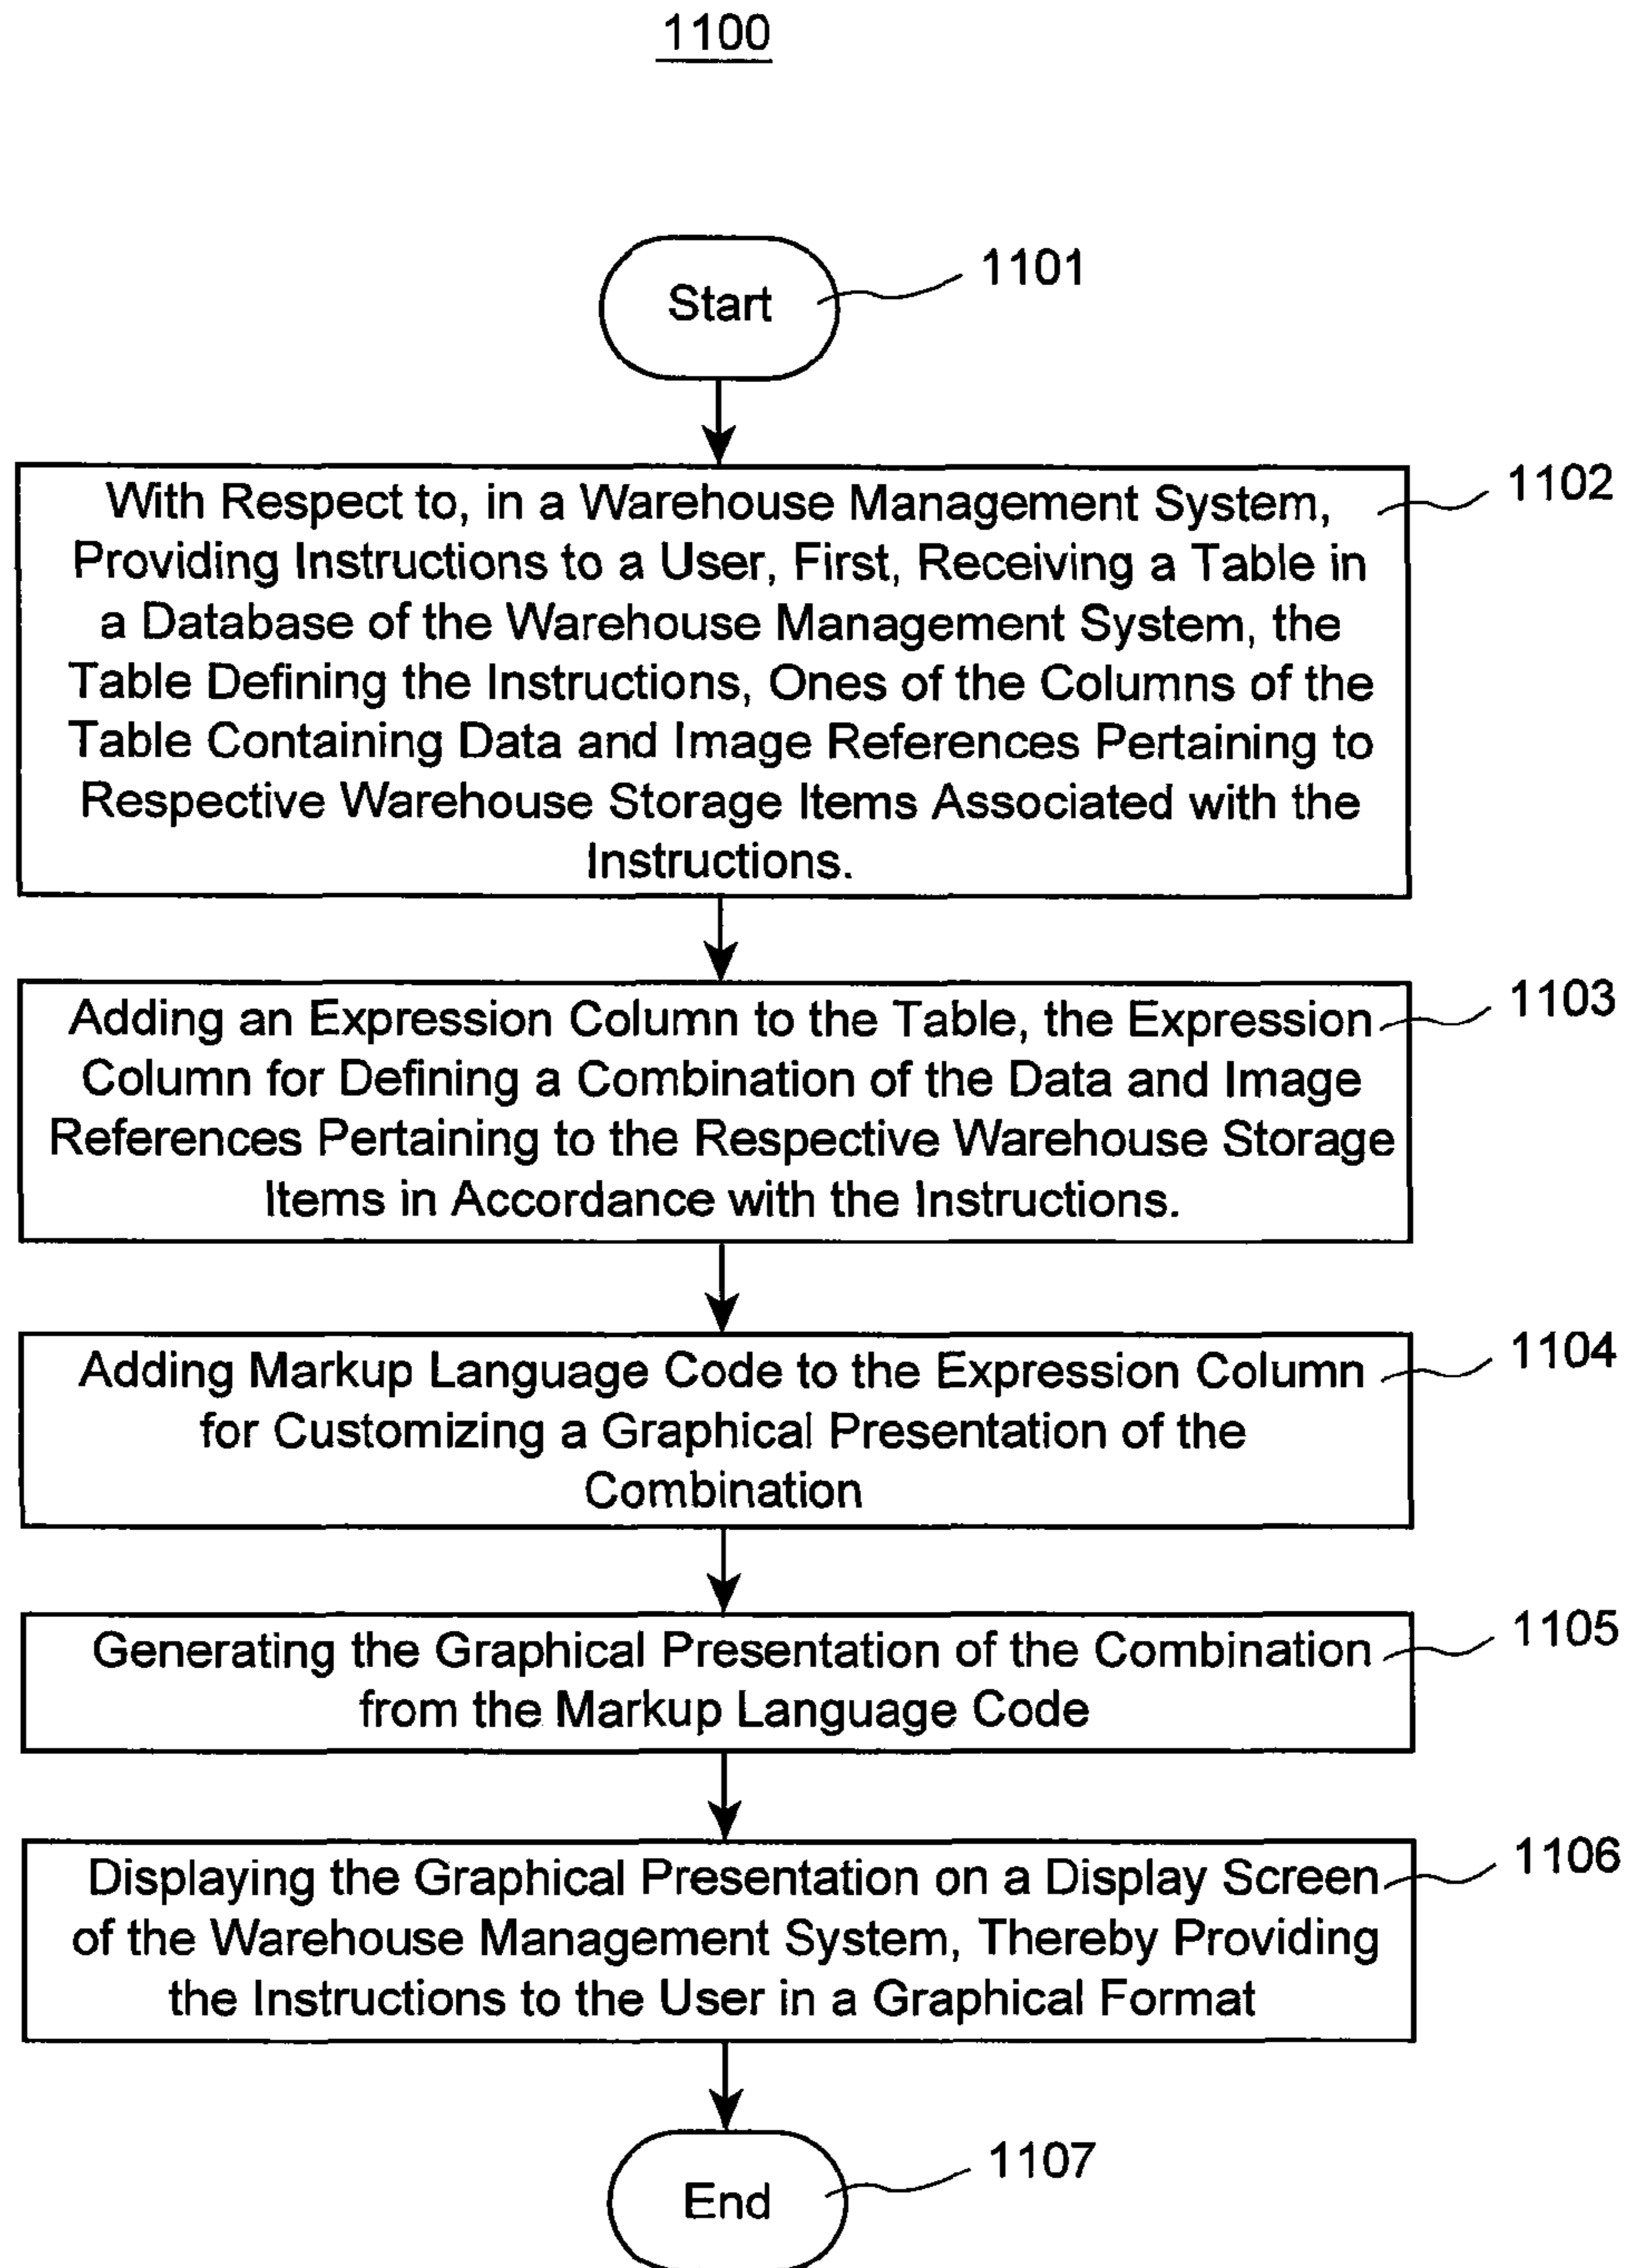 1100
Start
1101
With Respect to, in a Warehouse Management System,
1102
Providing Instructions to a User, First, Receiving a Table in
a Database of the Warehouse Management System, the
Table Defining the Instructions, Ones of the Columns of the
Table Containing Data and Image References Pertaining to
Respective Warehouse Storage Items Associated with the
Instructions.
Adding an Expression Column to the Table, the Expression
1103
Column for Defining a Combination of the Data and Image
References Pertaining to the Respective Warehouse Storage
Items in Accordance with the Instructions.
Adding Markup Language Code to the Expression Column
1104
for Customizing a Graphical Presentation of the
Combination
Generating the Graphical Presentation of the Combination
1105
from the Markup Language Code
Displaying the Graphical Presentation on a Display Screen
1106
of the Warehouse Management System, Thereby Providing
the Instructions to the User in a Graphical Format
End
1107